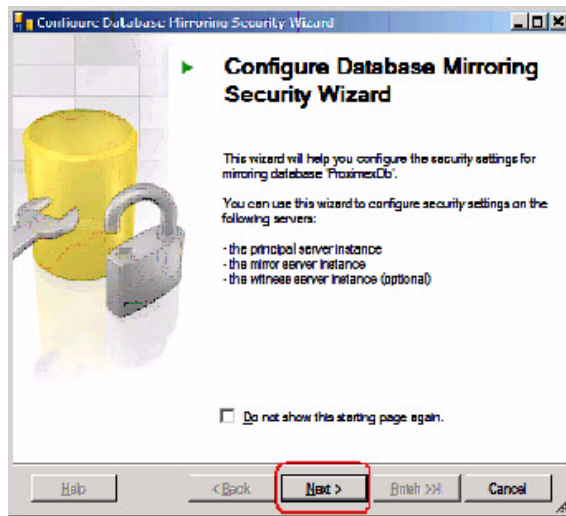 Configure Database Mirroring Security Wizard
Configure Database Mirroring
Security Wizard
This wizard will help you configure the security settings for
mirroring database 'ProximexDb'.
You can use this wizard to configure security settings on the
following servers:
- the principal server instance
- the mirror server instance
- the witness server instance (optional)
Do not show this starting page again.
Help
< Back
Next >
Finish >>|
Cancel